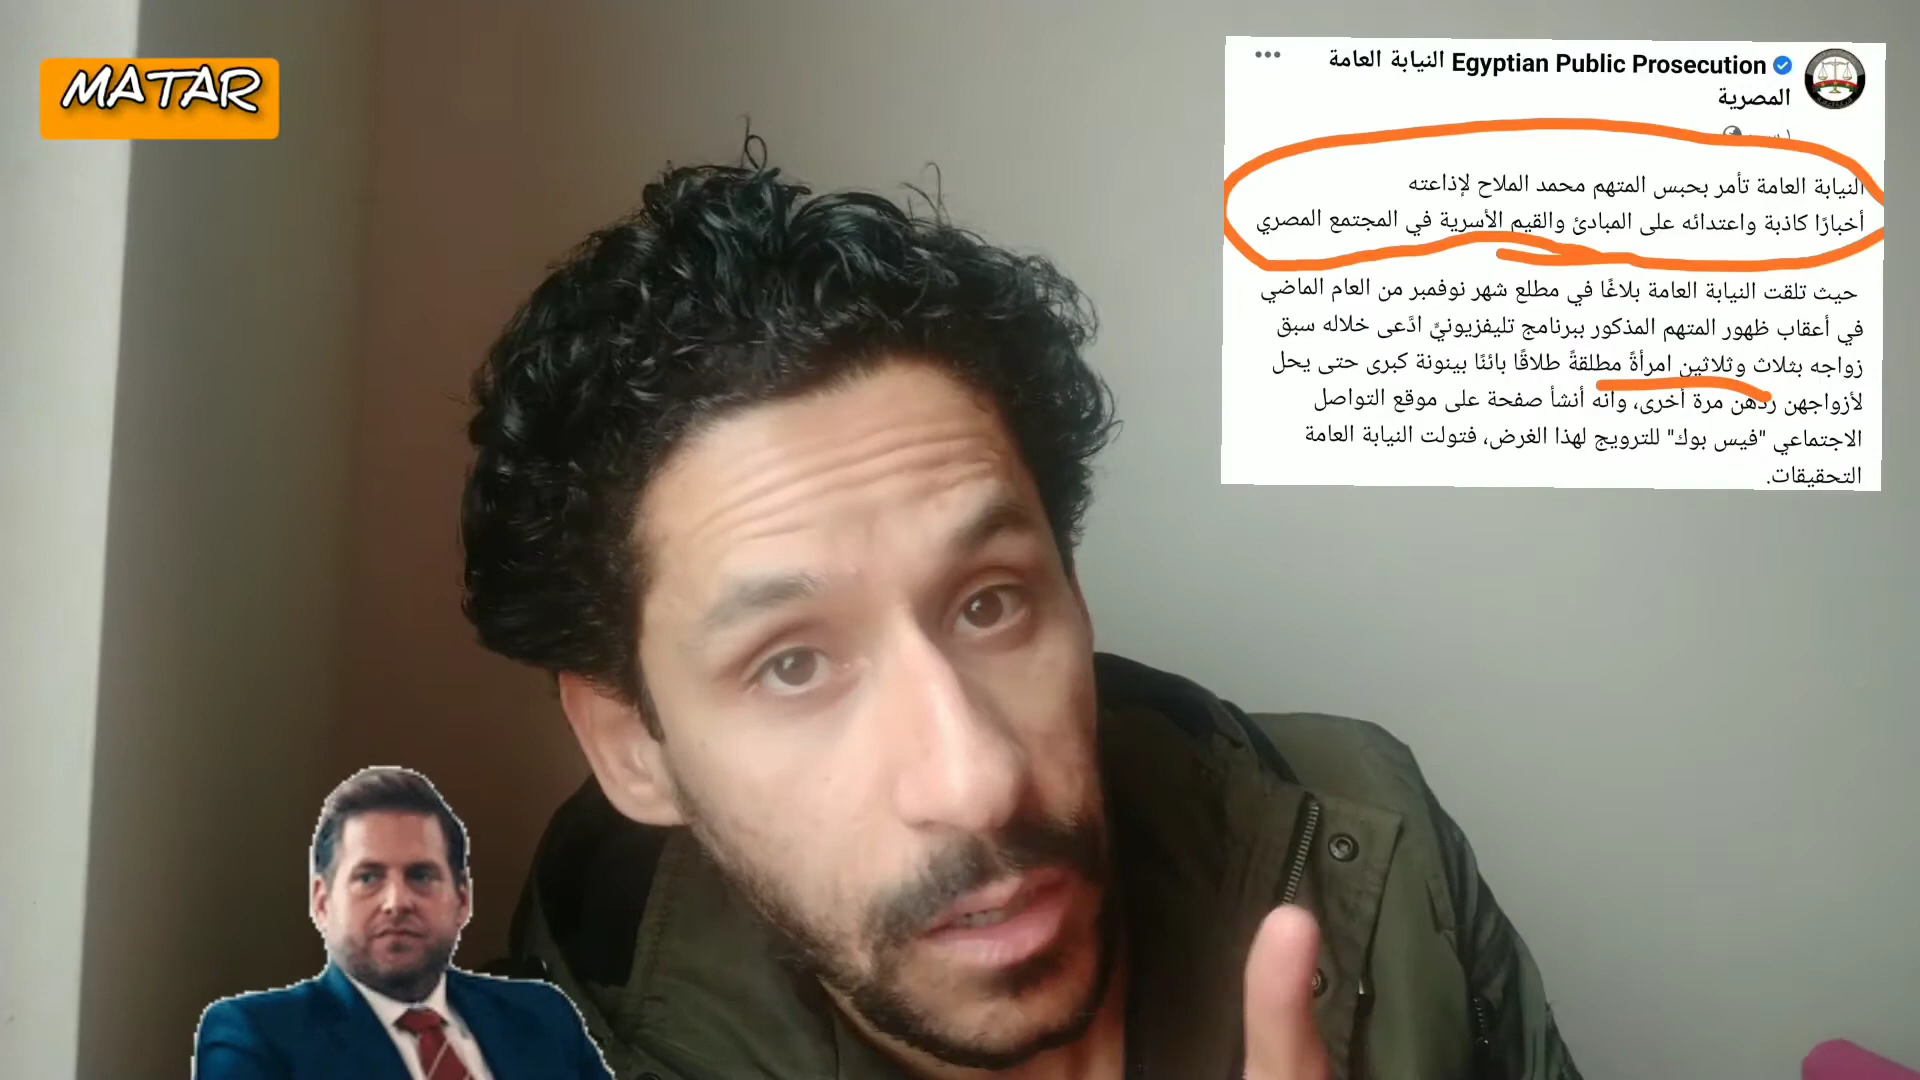 MATAR
النيابة العامة Egyptian Public Prosecution
المصرية
النيابة العامة تأمر بحبس المتهم محمد الملاح لإذاعته
أخبارًا كاذبة واعتدائه على المبادئ والقيم الأسرية في المجتمع المصري
حيث تلقت النيابة العامة بلاغًا في مطلع شهر نوفمبر من العام الماضي
في أعقاب ظهور المتهم المذكور ببرنامج تليفزيونيٍّ ادَّعى خلاله سبق
زواجه بثلاث وثلاثين امرأةً مطلقةً طلاقًا بائنًا بينونة كبرى حتى يحل
لأزواجهن ردهن مرة أخرى، وأنه أنشأ صفحة على موقع التواصل
الاجتماعي "فيس بوك" للترويج لهذا الغرض، فتولت النيابة العامة
التحقيقات.